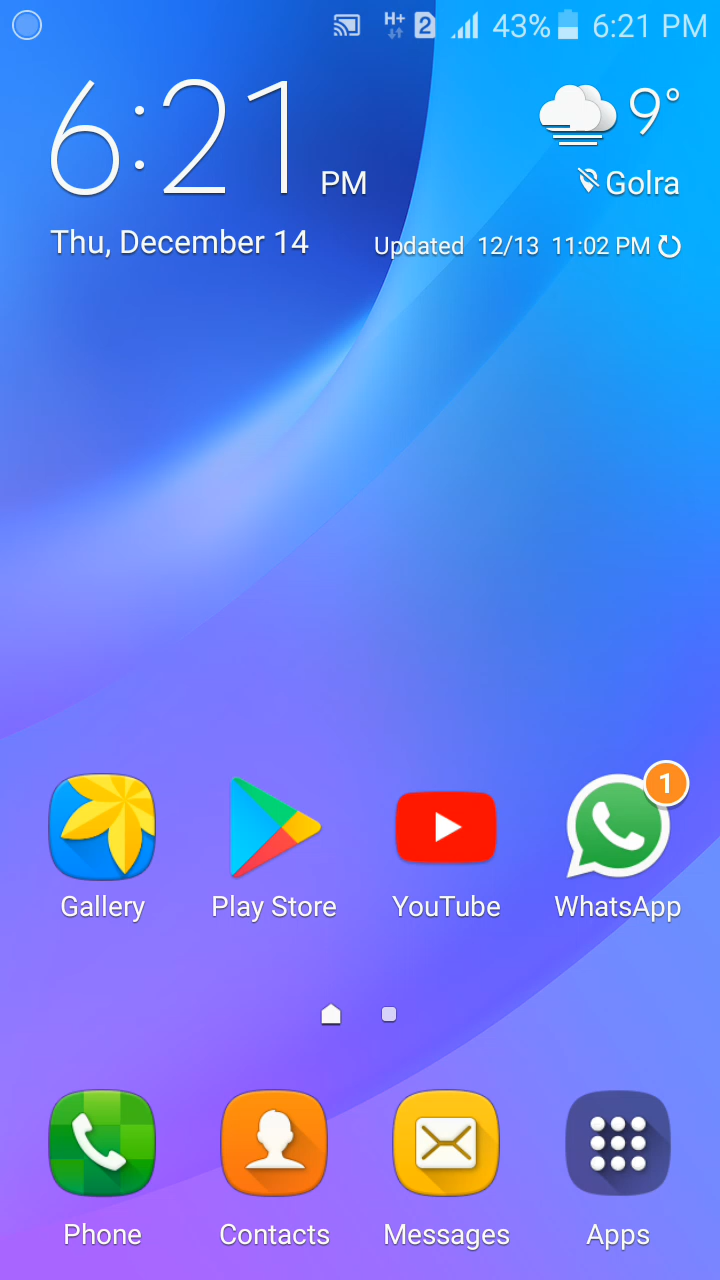 H+ 2 43% 6:21 PM
6:21 PM
9°
Golra
Thu, December 14
Updated 12/13 11:02 PM
1
Gallery Play Store YouTube WhatsApp
Phone Contacts Messages Apps